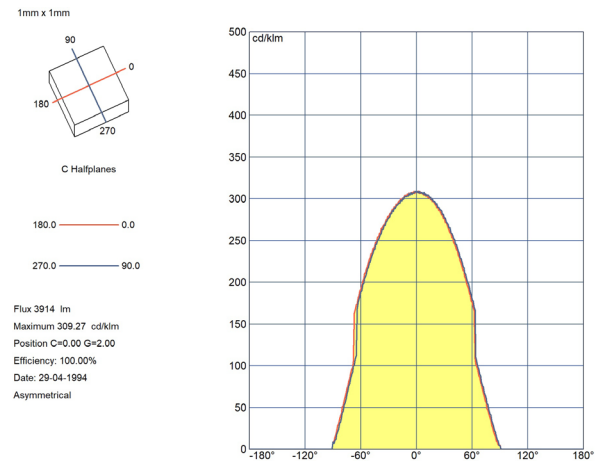 1mm x 1mm
90
0
180
270
C Halfplanes
180.0 0.0
270.0 90.0
Flux 3914 lm
Maximum 309.27 cd/klm
Position C=0.00 G=2.00
Efficiency: 100.00%
Date: 29-04-1994
Asymmetrical
cd/klm
500
450
400
350
300
250
200
150
100
50
0
-180° -120° -60° 0° 60° 120° 180°